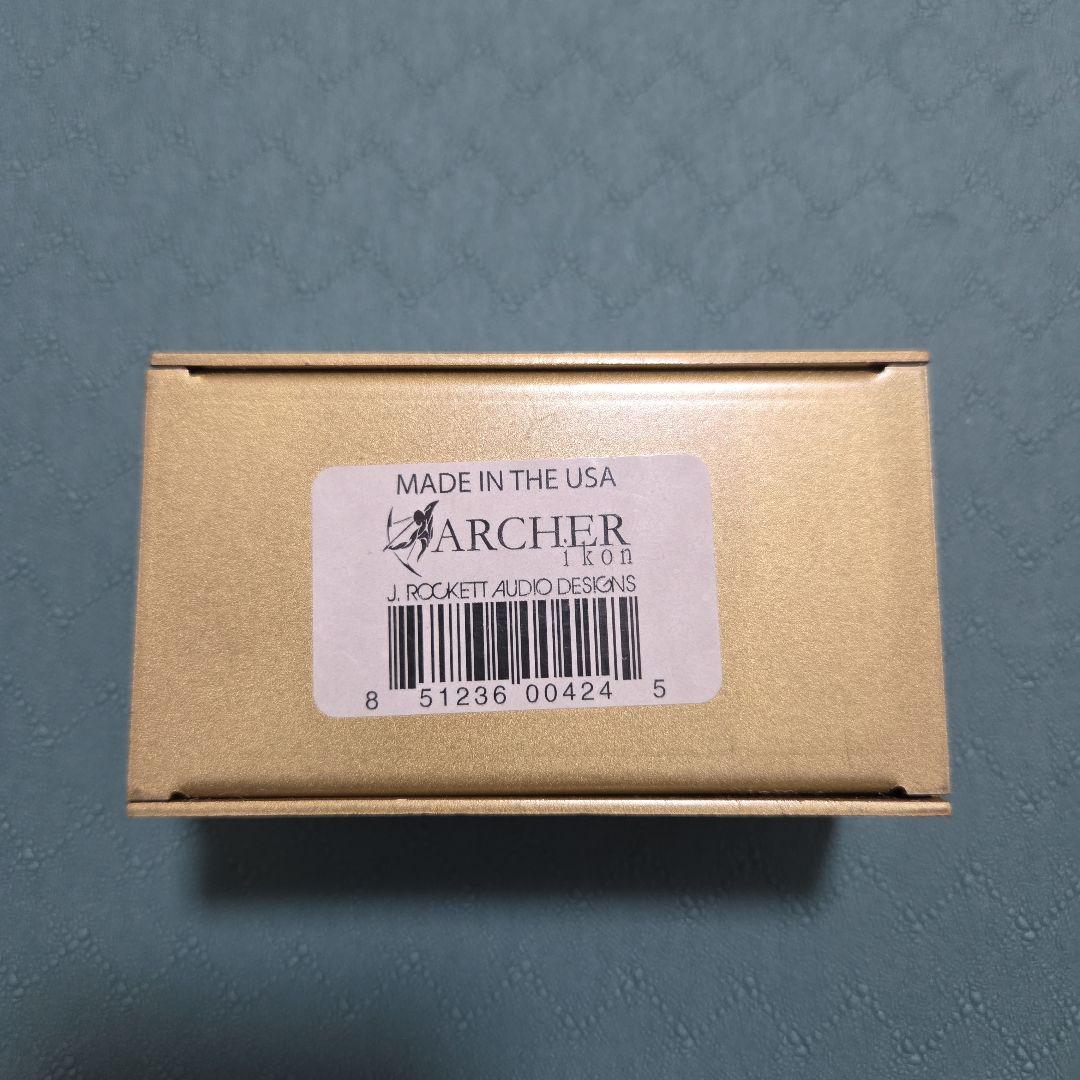 MADE IN THE USA
ARCHER
ikon
J. ROCKETT AUDIO DESIGNS
8 51236 00424 5